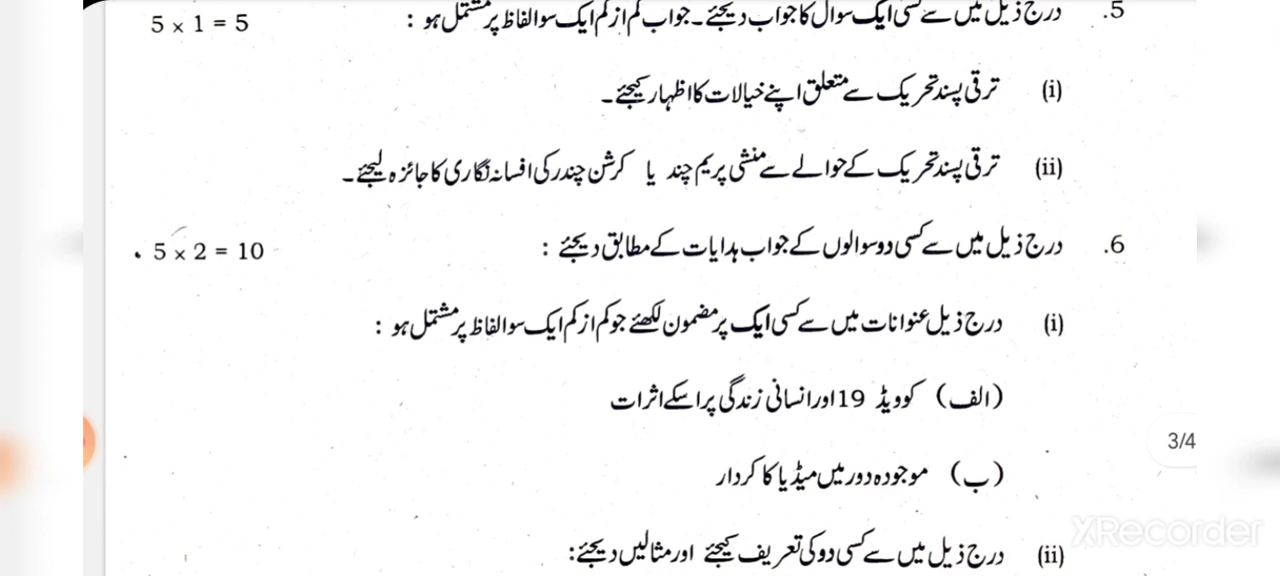 5. درج ذیل میں سے کسی ایک سوال کا جواب دیجئے۔ جواب کم از کم ایک سو الفاظ پر مشتمل ہو : 5 × 1 = 5
(i) ترقی پسند تحریک سے متعلق اپنے خیالات کا اظہار کیجئے۔
(ii) ترقی پسند تحریک کے حوالے سے منشی پریم چند یا کرشن چندر کی افسانہ نگاری کا جائزہ لیجئے۔
6. درج ذیل میں سے کسی دو سوالوں کے جواب ہدایات کے مطابق دیجئے : 5 × 2 = 10
(i) درج ذیل عنوانات میں سے کسی ایک پر مضمون لکھئے جو کم از کم ایک سو الفاظ پر مشتمل ہو :
(الف) کوویڈ 19 اور انسانی زندگی پر اسکے اثرات
3/4
(ب) موجودہ دور میں میڈیا کا کردار
XRecorder
(ii) درج ذیل میں سے کسی دو کی تعریف کیجئے اور مثالیں دیجئے: